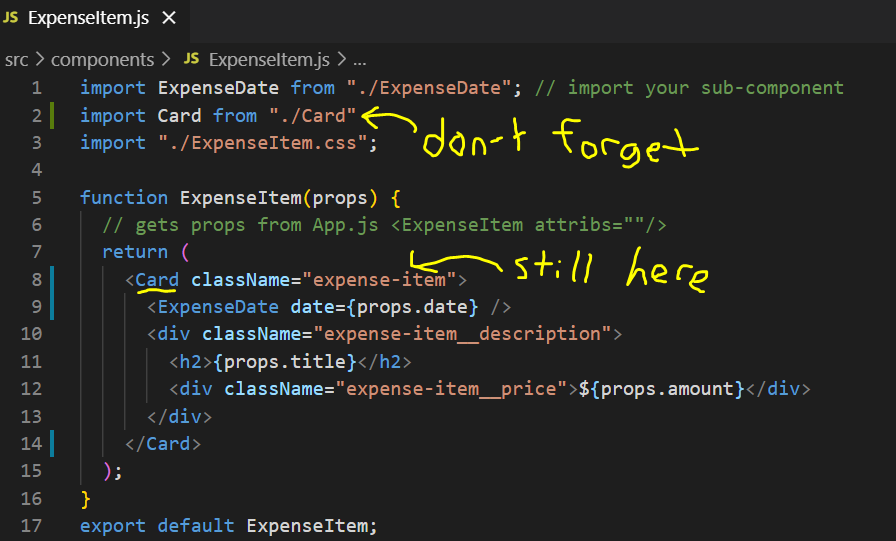 JS ExpenseItem.js ×
src > components > JS ExpenseItem.js > ...
1 import ExpenseDate from "./ExpenseDate"; // import your sub-component
2 import Card from "./Card"
don-t forget
3 import "./ExpenseItem.css";
4
5 function ExpenseItem(props) {
6 // gets props from App.js <ExpenseItem attribs=""/>
7 return (
still here
8 <Card className="expense-item">
9 <ExpenseDate date={props.date} />
10 <div className="expense-item__description">
11 <h2>{props.title}</h2>
12 <div className="expense-item__price">${props.amount}</div>
13 </div>
14 </Card>
15 );
16 }
17 export default ExpenseItem;